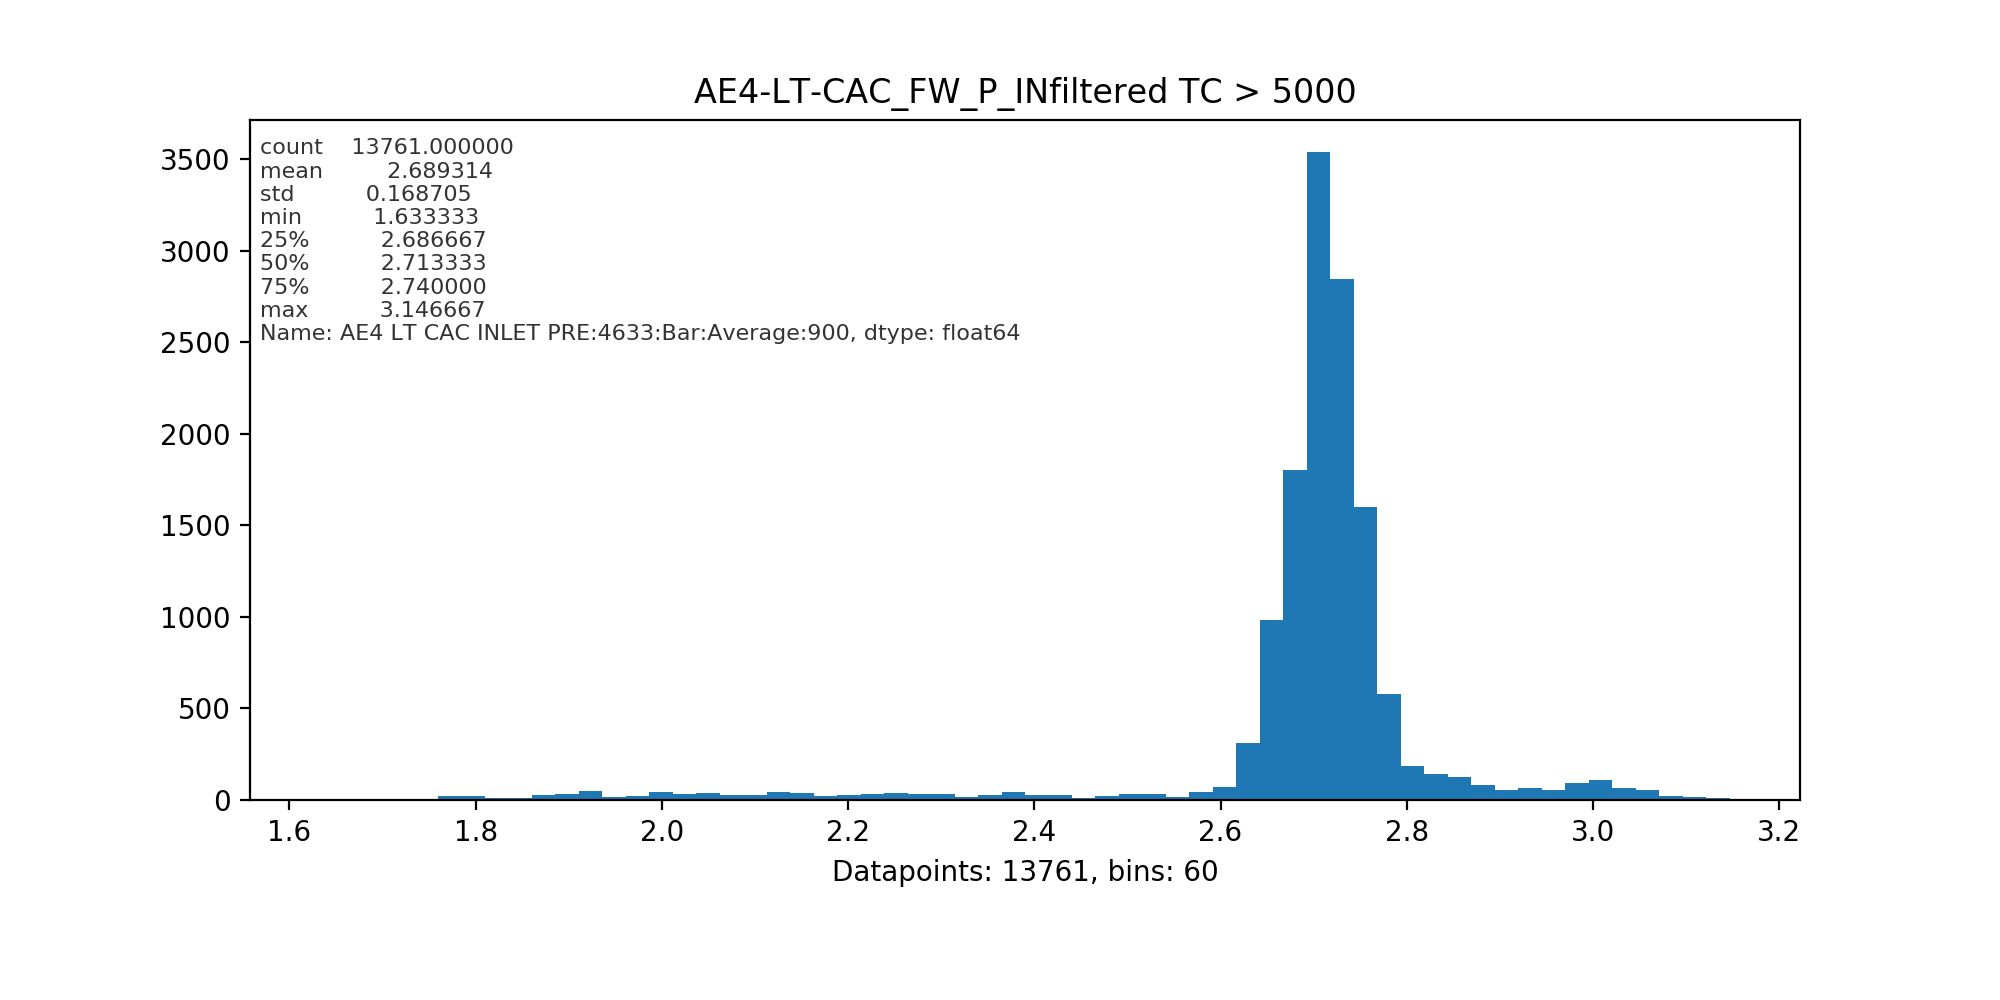 AE4-LT-CAC_FW_P_INfiltered TC > 5000
count 13761.000000
mean 2.689314
std 0.168705
min 1.633333
25% 2.686667
50% 2.713333
75% 2.740000
max 3.146667
Name: AE4 LT CAC INLET PRE:4633:Bar:Average:900, dtype: float64
3500
3000
2500
2000
1500
1000
500
0
1.6 1.8 2.0 2.2 2.4 2.6 2.8 3.0 3.2
Datapoints: 13761, bins: 60